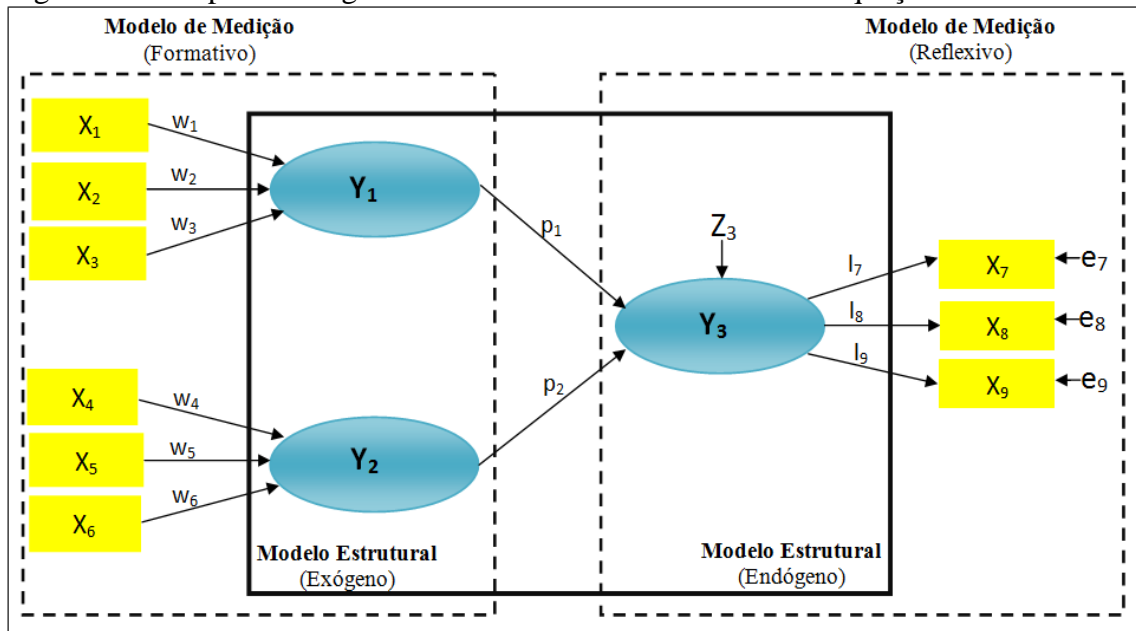 Modelo de Medição
(Formativo)
Modelo de Medição
(Reflexivo)
X1
w1
X2
w2
X3
w3
Y1
p1
Z3
Y3
l7
X7
e7
l8
X8
e8
l9
X9
e9
X4
w4
X5
w5
X6
w6
Y2
p2
Modelo Estrutural
(Exógeno)
Modelo Estrutural
(Endógeno)